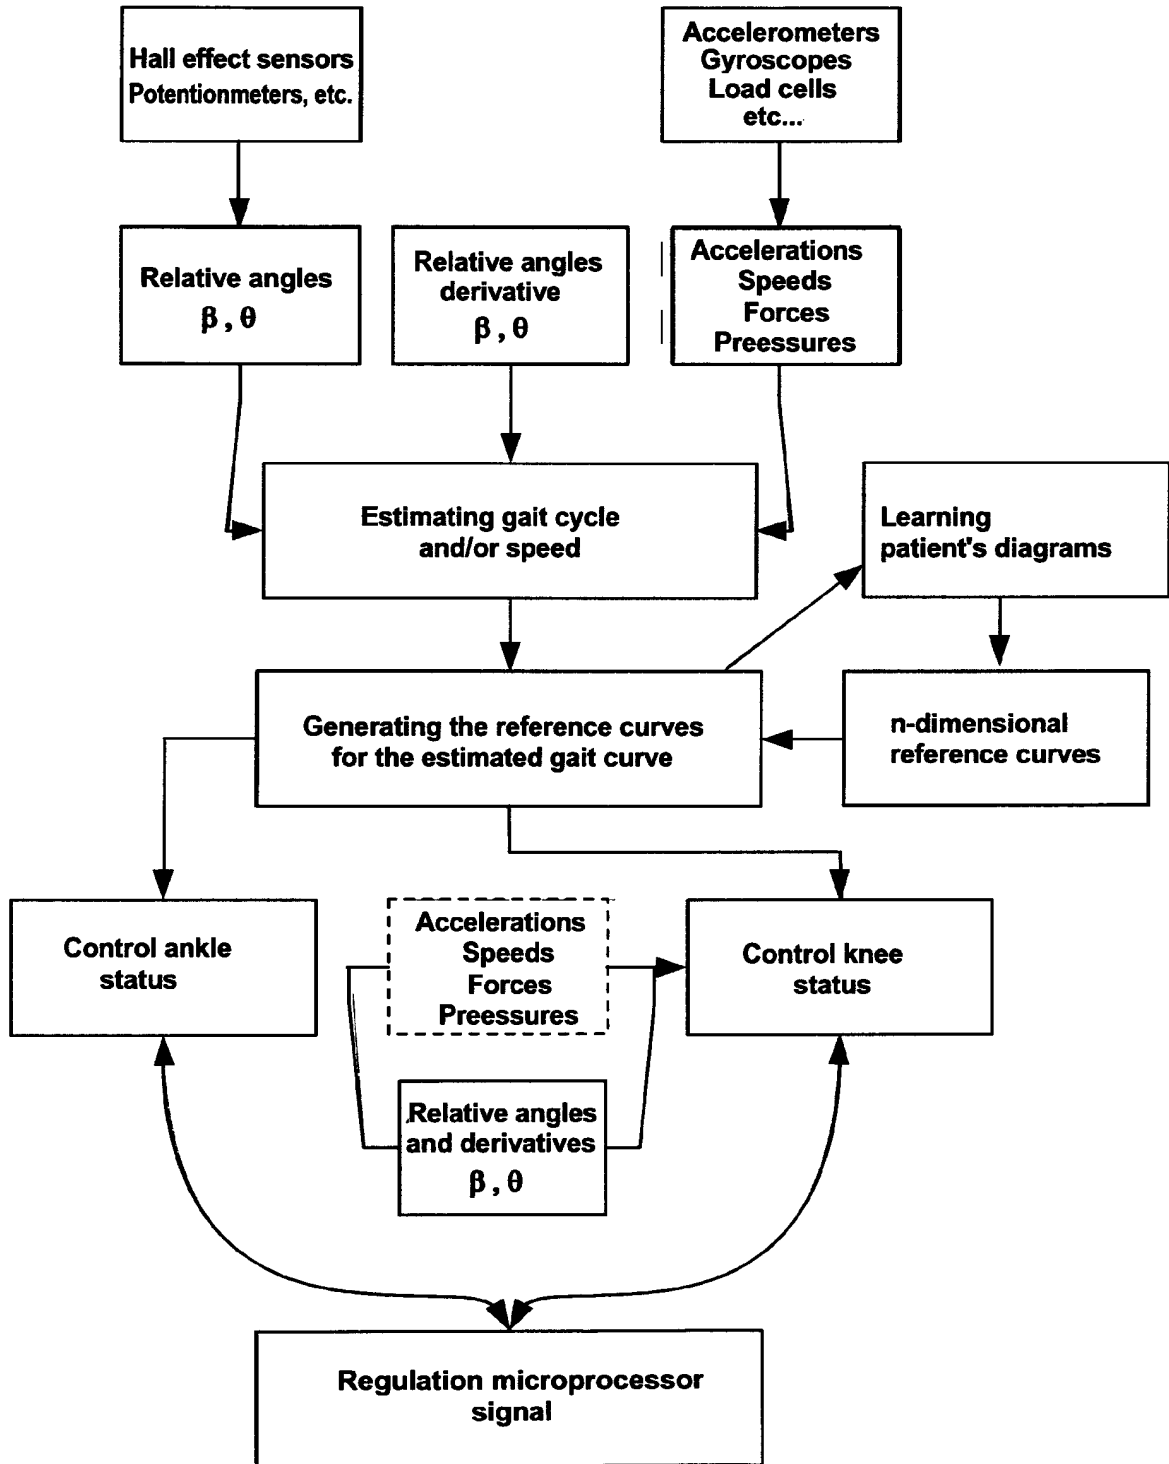 Hall effect sensors
Potentionmeters, etc.
Accelerometers
Gyroscopes
Load cells
etc...
Relative angles
β , θ
Relative angles
derivative
β , θ
Accelerations
Speeds
Forces
Preessures
Estimating gait cycle
and/or speed
Learning
patient's diagrams
Generating the reference curves
for the estimated gait curve
n-dimensional
reference curves
Control ankle
status
Accelerations
Speeds
Forces
Preessures
Control knee
status
Relative angles
and derivatives
β , θ
Regulation microprocessor
signal